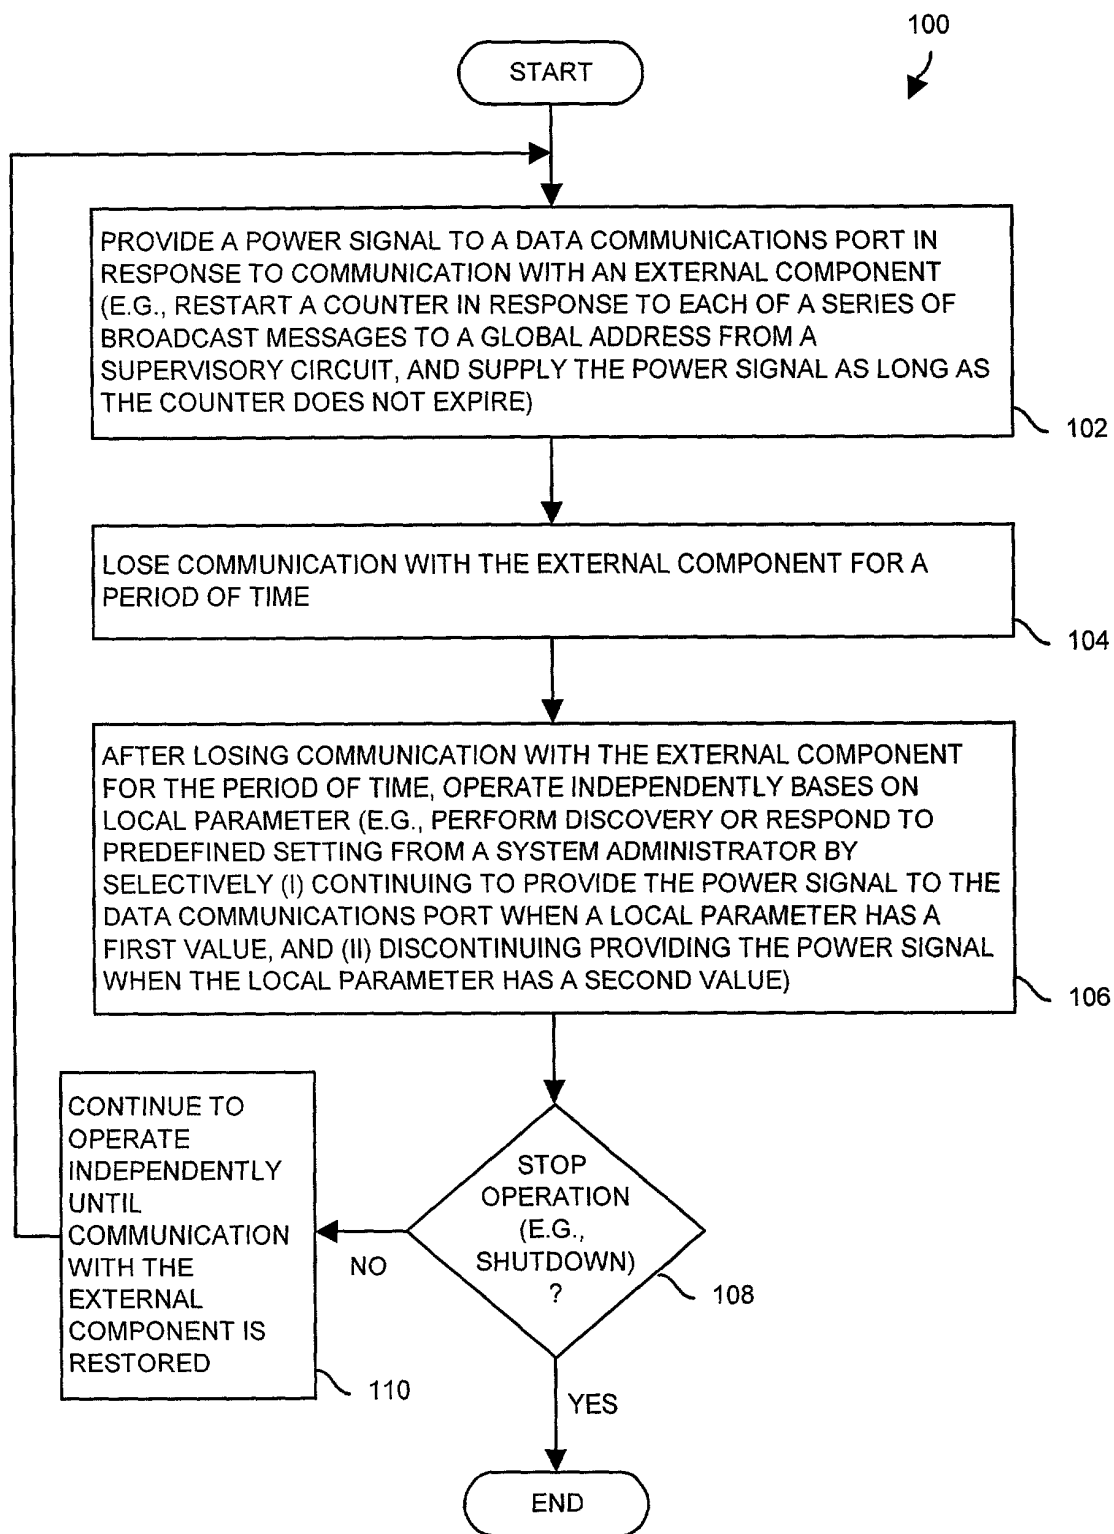 100
START
PROVIDE A POWER SIGNAL TO A DATA COMMUNICATIONS PORT IN
RESPONSE TO COMMUNICATION WITH AN EXTERNAL COMPONENT
(E.G., RESTART A COUNTER IN RESPONSE TO EACH OF A SERIES OF
BROADCAST MESSAGES TO A GLOBAL ADDRESS FROM A
SUPERVISORY CIRCUIT, AND SUPPLY THE POWER SIGNAL AS LONG AS
THE COUNTER DOES NOT EXPIRE)
102
LOSE COMMUNICATION WITH THE EXTERNAL COMPONENT FOR A
PERIOD OF TIME
104
AFTER LOSING COMMUNICATION WITH THE EXTERNAL COMPONENT
FOR THE PERIOD OF TIME, OPERATE INDEPENDENTLY BASES ON
LOCAL PARAMETER (E.G., PERFORM DISCOVERY OR RESPOND TO
PREDEFINED SETTING FROM A SYSTEM ADMINISTRATOR BY
SELECTIVELY (I) CONTINUING TO PROVIDE THE POWER SIGNAL TO THE
DATA COMMUNICATIONS PORT WHEN A LOCAL PARAMETER HAS A
FIRST VALUE, AND (II) DISCONTINUING PROVIDING THE POWER SIGNAL
WHEN THE LOCAL PARAMETER HAS A SECOND VALUE)
106
STOP
OPERATION
(E.G.,
SHUTDOWN)
?
108
NO
CONTINUE TO
OPERATE
INDEPENDENTLY
UNTIL
COMMUNICATION
WITH THE
EXTERNAL
COMPONENT IS
RESTORED
110
YES
END